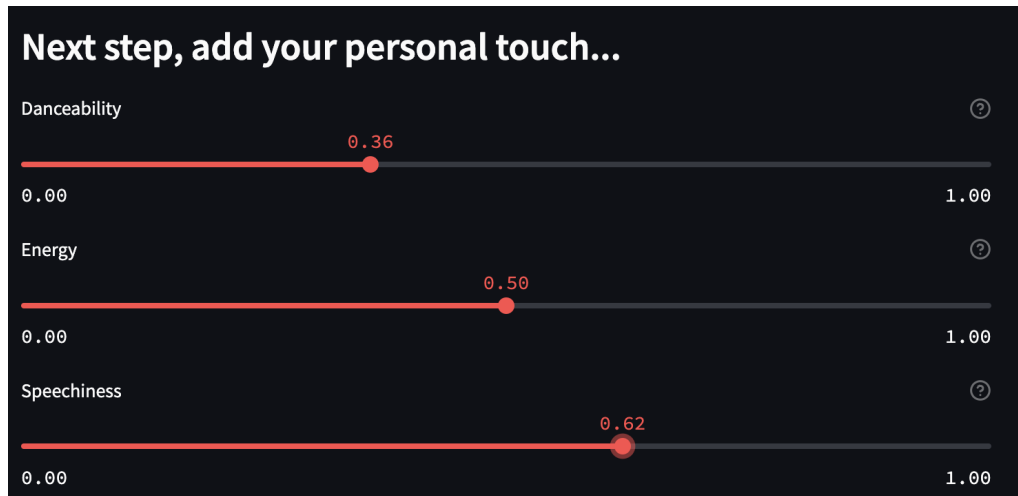 Next step, add your personal touch...
Danceability
0.36
0.00 1.00
Energy
0.50
0.00 1.00
Speechiness
0.62
0.00 1.00